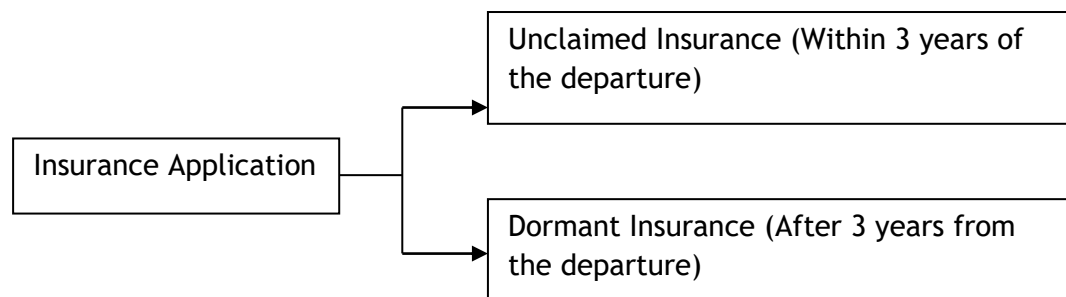 Unclaimed Insurance (Within 3 years of
the departure)
Insurance Application
Dormant Insurance (After 3 years from
the departure)